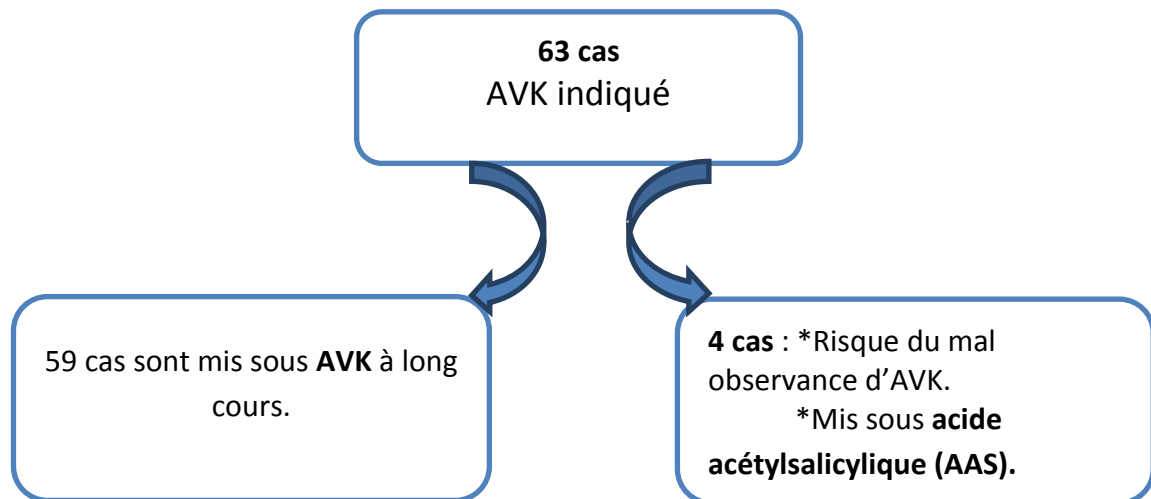 63 cas
AVK indiqué
59 cas sont mis sous AVK à long
cours.
4 cas : *Risque du mal
observance d’AVK.
*Mis sous acide
acétylsalicylique (AAS).